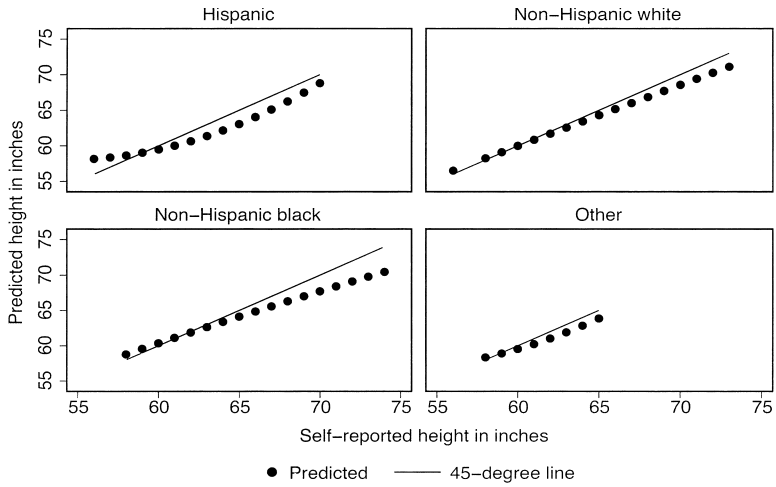 Hispanic
Non−Hispanic white
75
70
65
60
55
Non−Hispanic black
Other
75
70
65
60
55
55 60 65 70 75
55 60 65 70 75
Predicted height in inches
Self−reported height in inches
Predicted
45−degree line